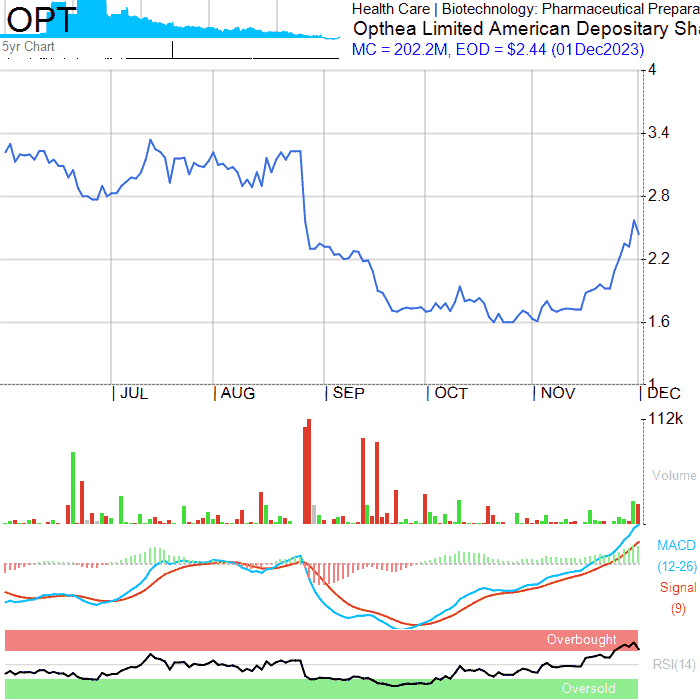 OPT
5yr Chart
Health Care | Biotechnology: Pharmaceutical Prepara
Opthea Limited American Depositary Sha
MC = 202.2M, EOD = $2.44 (01Dec2023)
4
3.4
2.8
2.2
1.6
1
JUL AUG SEP OCT NOV DEC
112k
Volume
MACD
(12-26)
Signal
(9)
Overbought
RSI(14)
Oversold